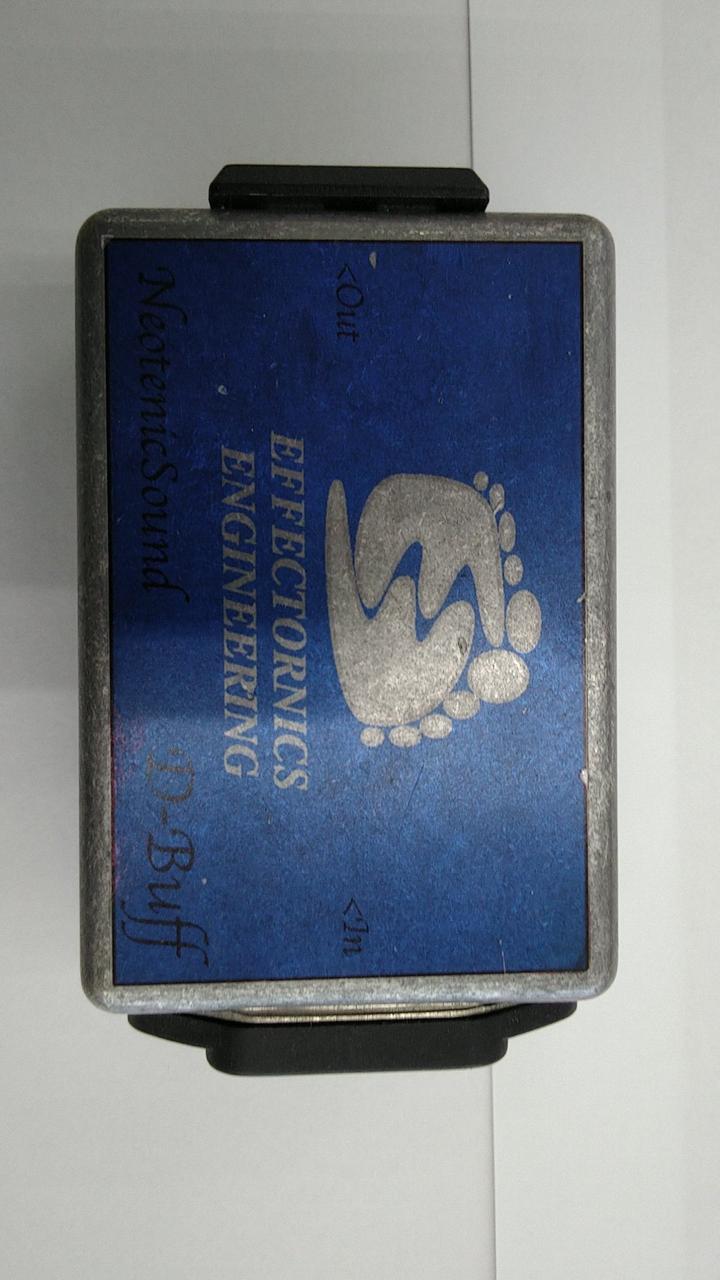 <Out
<In
EFFECTORNICS
ENGINEERING
NeotenicSound
D-Buff